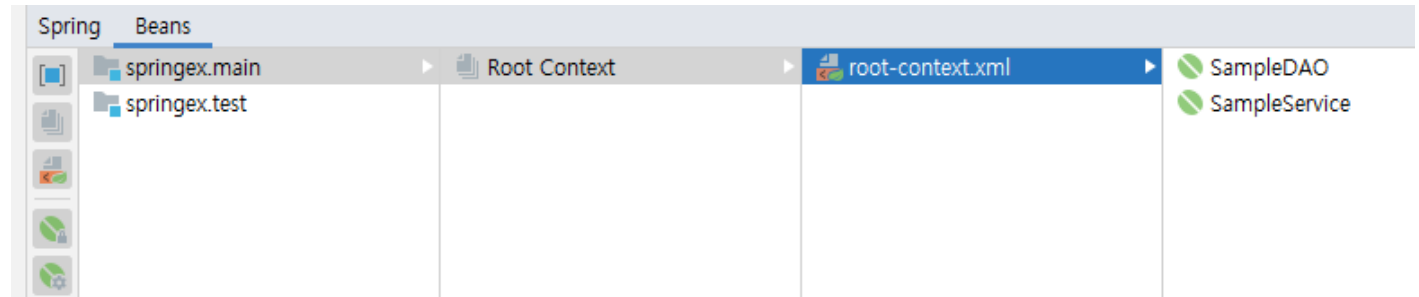 Spring Beans
springex.main Root Context root-context.xml SampleDAO
springex.test SampleService